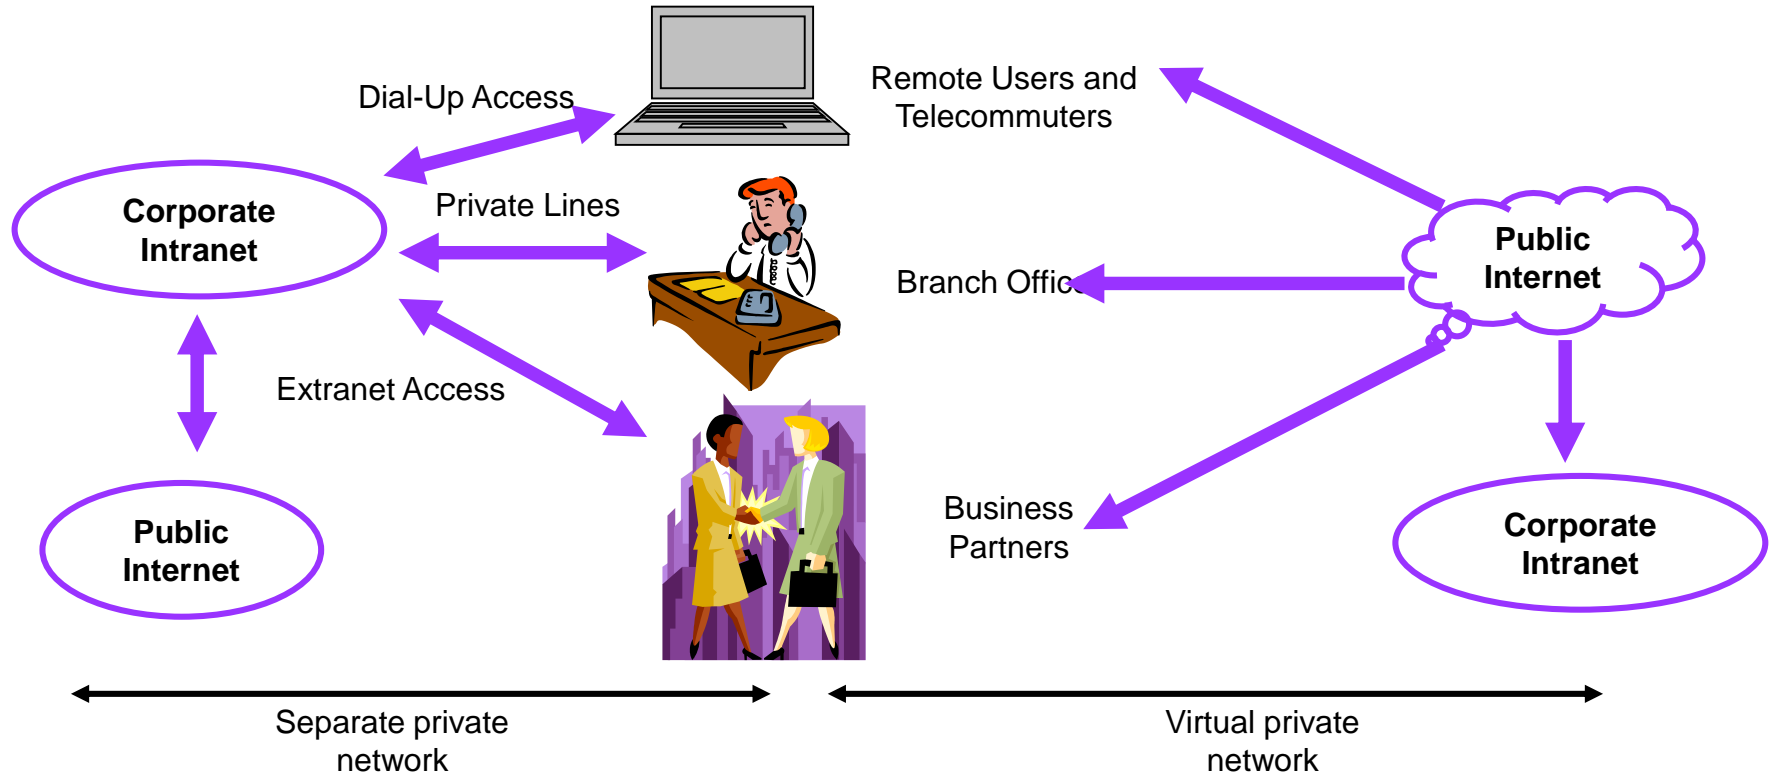 Dial-Up Access
Remote Users and
Telecommuters
Corporate
Intranet
Private Lines
Public
Internet
Branch Office
Extranet Access
Public
Internet
Business
Partners
Corporate
Intranet
Separate private
network
Virtual private
network